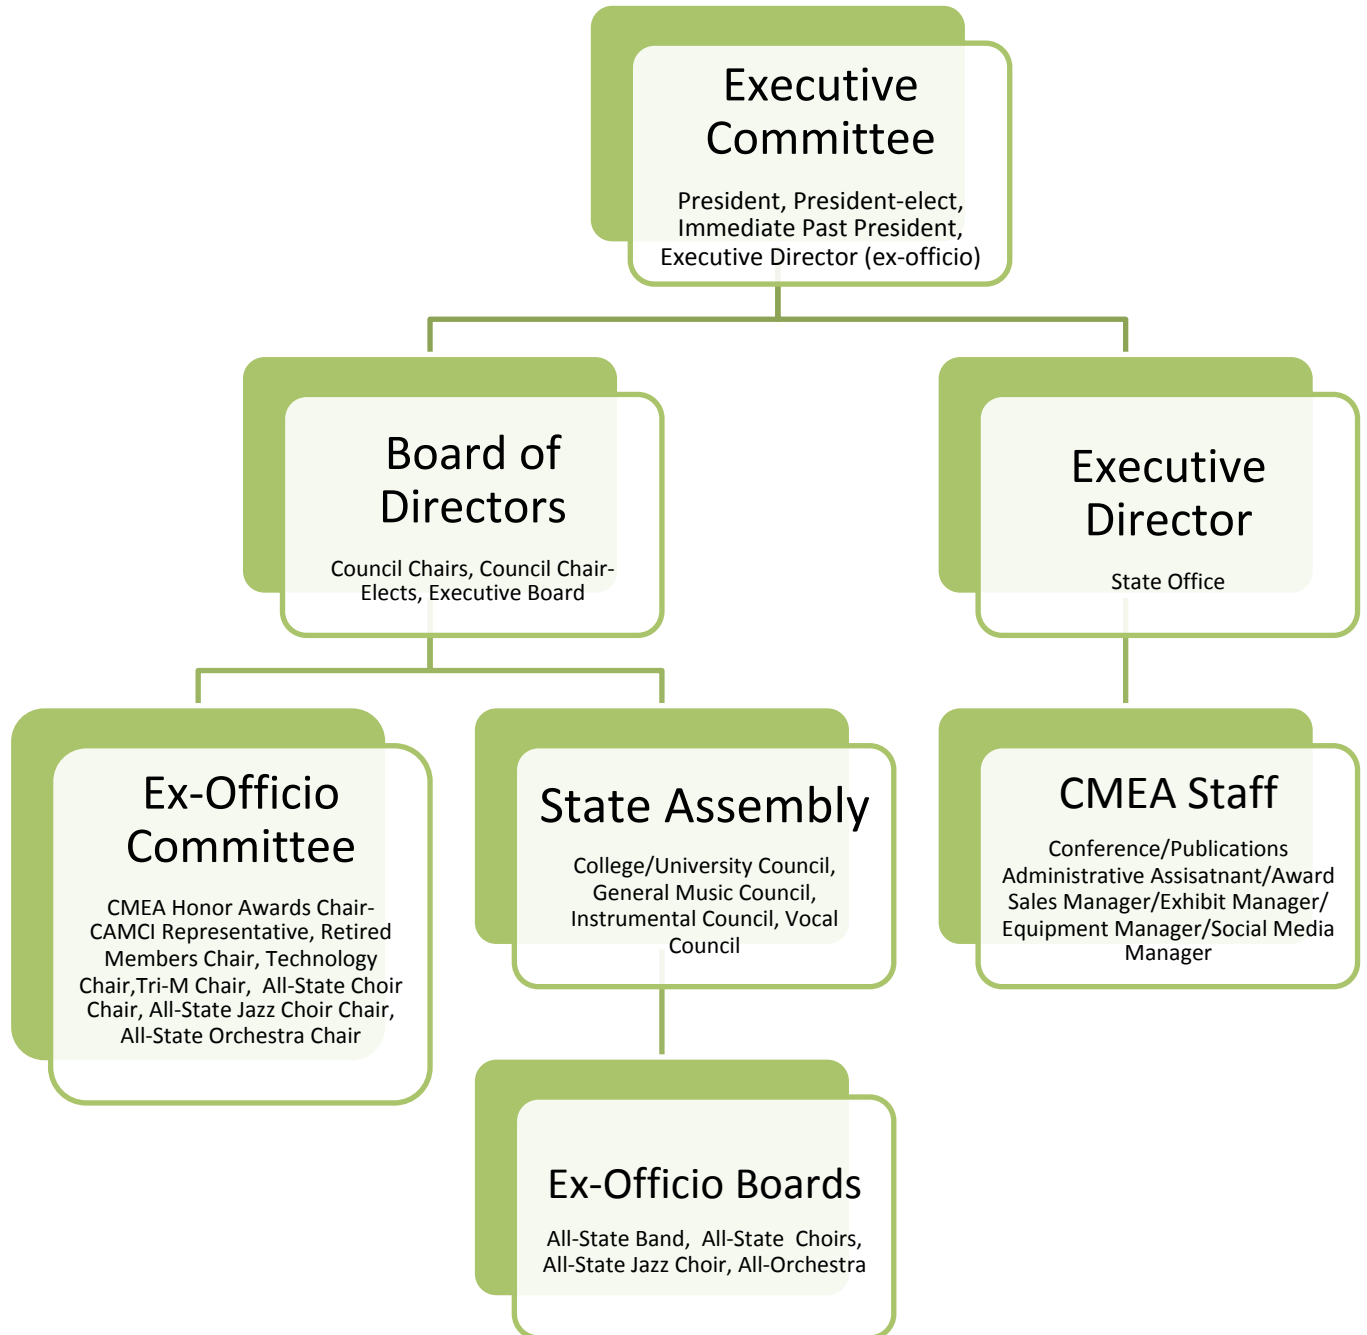 Executive
Committee
President, President-elect,
Immediate Past President,
Executive Director (ex-officio)
Board of
Directors
Council Chairs, Council Chair-
Elects, Executive Board
Executive
Director
State Office
Ex-Officio
Committee
CMEA Honor Awards Chair-
CAMCI Representative, Retired
Members Chair, Technology
Chair,Tri-M Chair, All-State Choir
Chair, All-State Jazz Choir Chair,
All-State Orchestra Chair
State Assembly
College/University Council,
General Music Council,
Instrumental Council, Vocal
Council
CMEA Staff
Conference/Publications
Administrative Assisatnant/Award
Sales Manager/Exhibit Manager/
Equipment Manager/Social Media
Manager
Ex-Officio Boards
All-State Band, All-State Choirs,
All-State Jazz Choir, All-Orchestra